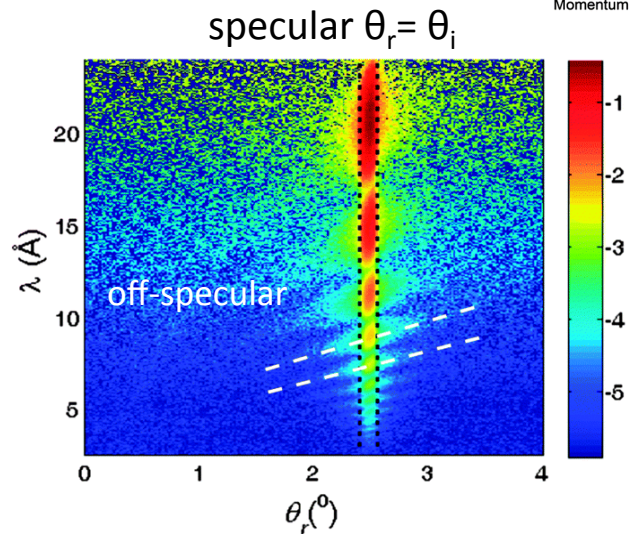 Momentum
specular θr= θi
-1
-2
-3
-4
-5
20
15
10
5
λ (Å)
off-specular
0
1
2
3
4
θr(⁰)